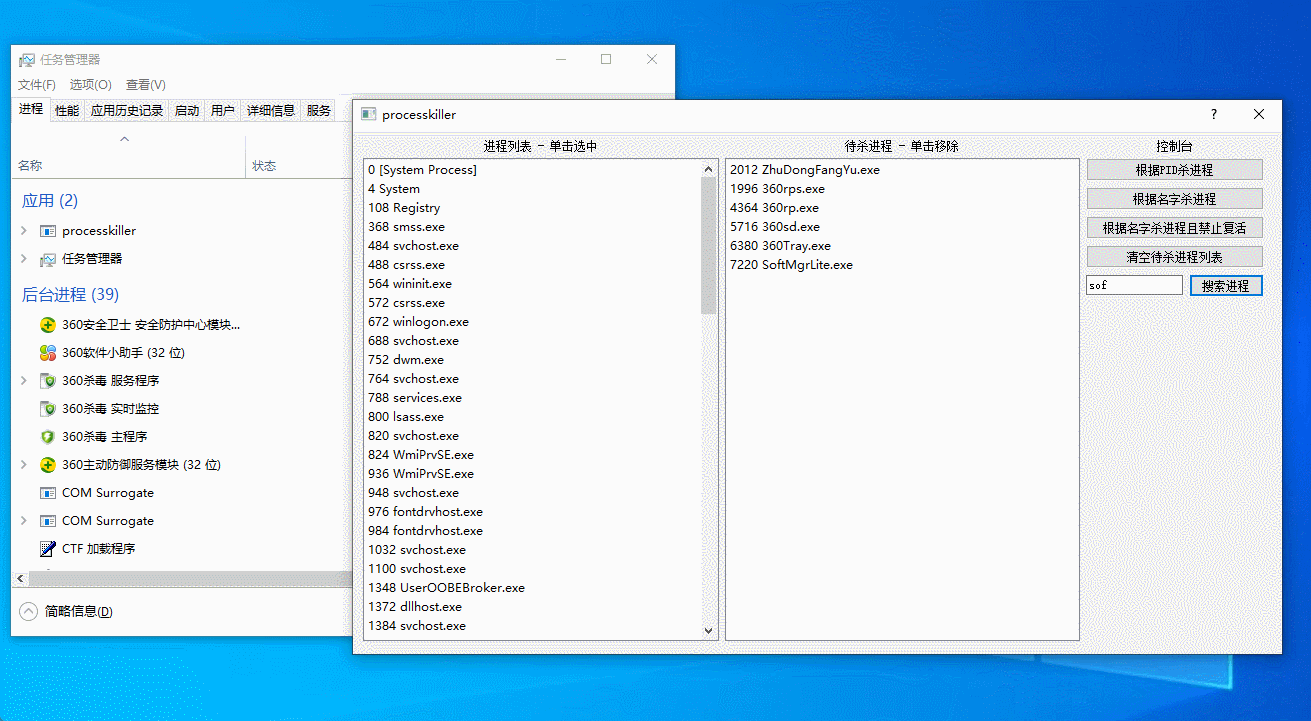 任务管理器
文件(F) 选项(O) 查看(V)
进程 性能 应用历史记录 启动 用户 详细信息 服务
名称 状态
应用 (2)
processkiller
任务管理器
后台进程 (39)
360安全卫士 安全防护中心模块...
360软件小助手 (32 位)
360杀毒 服务程序
360杀毒 实时监控
360杀毒 主程序
360主动防御服务模块 (32 位)
COM Surrogate
COM Surrogate
CTF 加载程序
简略信息(D)
processkiller
进程列表 - 单击选中
0 [System Process]
4 System
108 Registry
368 smss.exe
484 svchost.exe
488 csrss.exe
564 wininit.exe
572 csrss.exe
672 winlogon.exe
688 svchost.exe
752 dwm.exe
764 svchost.exe
788 services.exe
800 lsass.exe
820 svchost.exe
824 WmiPrvSE.exe
936 WmiPrvSE.exe
948 svchost.exe
976 fontdrvhost.exe
984 fontdrvhost.exe
1032 svchost.exe
1100 svchost.exe
1348 UserOOBEBroker.exe
1372 dllhost.exe
1384 svchost.exe
待杀进程 - 单击移除
2012 ZhuDongFangYu.exe
1996 360rps.exe
4364 360rp.exe
5716 360sd.exe
6380 360Tray.exe
7220 SoftMgrLite.exe
控制台
根据PID杀进程
根据名字杀进程
根据名字杀进程且禁止复活
清空待杀进程列表
sof 搜索进程